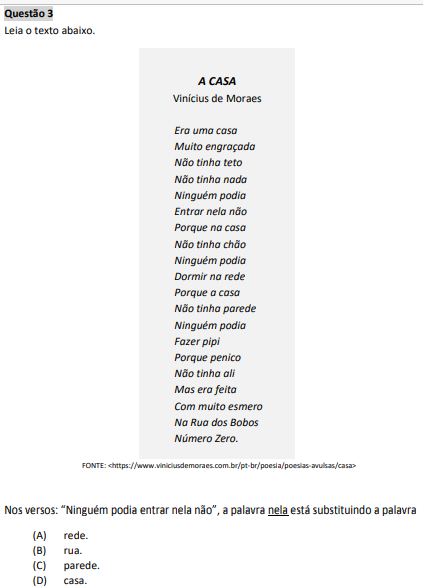 Questão 3
Leia o texto abaixo.
A CASA
Vinícius de Moraes
Era uma casa
Muito engraçada
Não tinha teto
Não tinha nada
Ninguém podia
Entrar nela não
Porque na casa
Não tinha chão
Ninguém podia
Dormir na rede
Porque a casa
Não tinha parede
Ninguém podia
Fazer pipi
Porque penico
Não tinha ali
Mas era feita
Com muito esmero
Na Rua dos Bobos
Número Zero.
FONTE: <https://www.viniciusdemoraes.com.br/pt-br/poesia/poesias-avulsas/casa>
Nos versos: “Ninguém podia entrar nela não”, a palavra nela está substituindo a palavra
(A) rede.
(B) rua.
(C) parede.
(D) casa.